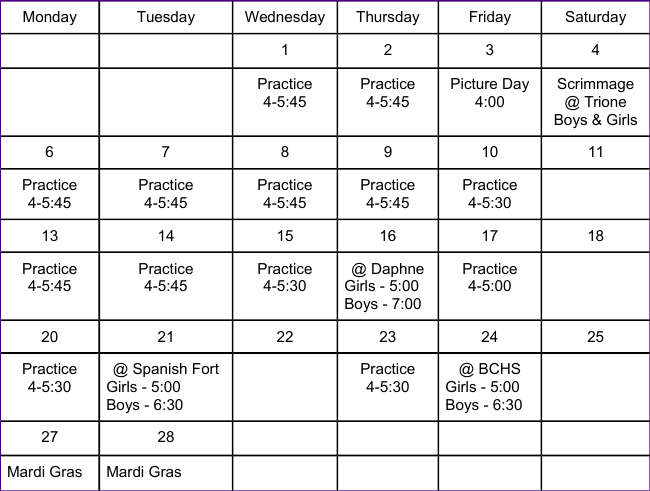 Monday Tuesday Wednesday Thursday Friday Saturday
1 2 3 4
Practice Practice Picture Day Scrimmage
4-5:45 4-5:45 4:00 @ Trione
Boys & Girls
6 7 8 9 10 11
Practice Practice Practice Practice Practice
4-5:45 4-5:45 4-5:45 4-5:45 4-5:30
13 14 15 16 17 18
Practice Practice Practice @ Daphne Practice
4-5:45 4-5:45 4-5:30 Girls - 5:00 4-5:00
Boys - 7:00
20 21 22 23 24 25
Practice @ Spanish Fort Practice @ BCHS
4-5:30 Girls - 5:00 4-5:30 Girls - 5:00
Boys - 6:30 Boys - 6:30
27 28
Mardi Gras Mardi Gras